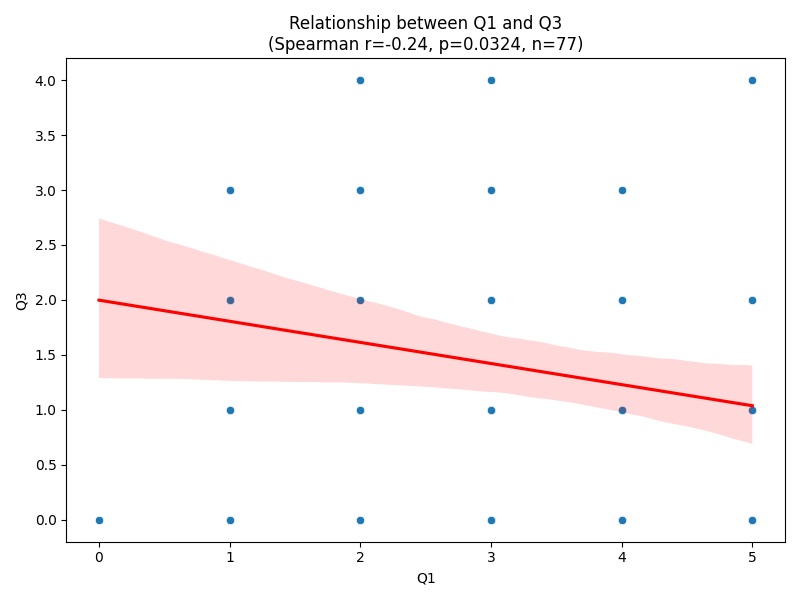 Relationship between Q1 and Q3
(Spearman r=-0.24, p=0.0324, n=77)
4.0
3.5
3.0
2.5
2.0
1.5
1.0
0.5
0.0
Q3
0 1 2 3 4 5
Q1